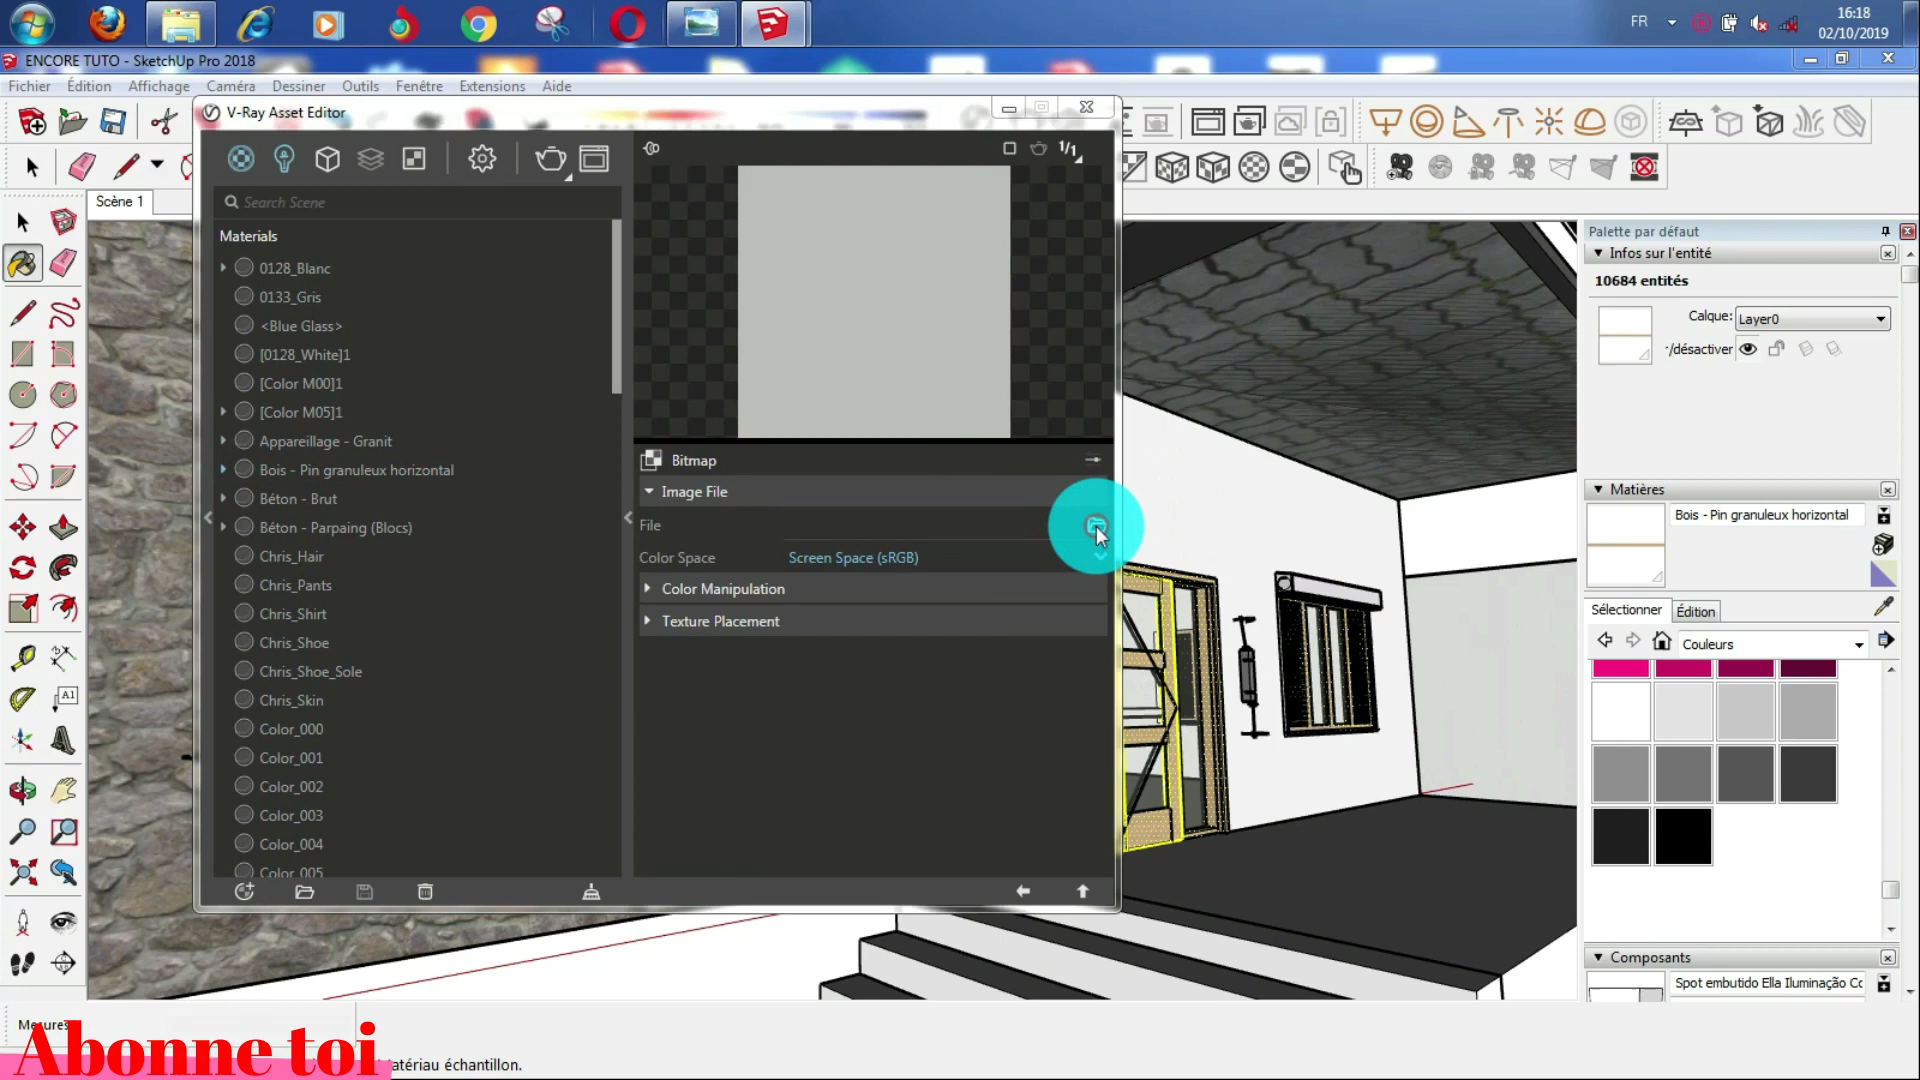 FR
16:18
02/10/2019
ENCORE TUTO - SketchUp Pro 2018
Fichier Édition Affichage Caméra Dessiner Outils Fenêtre Extensions Aide
V-Ray Asset Editor
1/1
Scène 1
Search Scene
Materials
0128_Blanc
0133_Gris
<Blue Glass>
[0128_White]1
[Color M00]1
[Color M05]1
Appareillage - Granit
Bois - Pin granuleux horizontal
Béton - Brut
Béton - Parpaing (Blocs)
Chris_Hair
Chris_Pants
Chris_Shirt
Chris_Shoe
Chris_Shoe_Sole
Chris_Skin
Color_000
Color_001
Color_002
Color_003
Color_004
Color_005
Bitmap
Image File
File
Color Space Screen Space (sRGB)
Color Manipulation
Texture Placement
Palette par défaut
Infos sur l'entité
10684 entités
Calque: Layer0
'/désactiver
Matières
Bois - Pin granuleux horizontal
Sélectionner Édition
Couleurs
Composants
Spot embutido Ella Iluminação Co
A1
Mesures
Abonne toi
atériau échantillon.